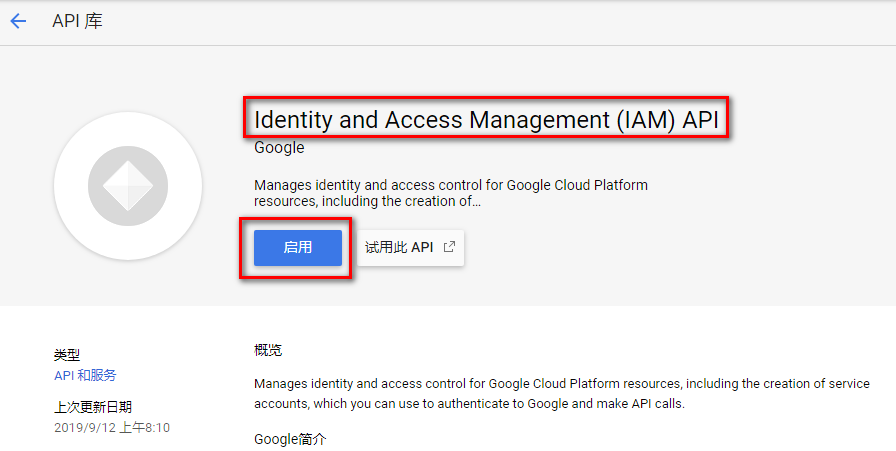 API 库
Identity and Access Management (IAM) API
Google
Manages identity and access control for Google Cloud Platform
resources, including the creation of...
启用
试用此 API
类型
API 和服务
上次更新日期
2019/9/12 上午8:10
概览
Manages identity and access control for Google Cloud Platform resources, including the creation of service
accounts, which you can use to authenticate to Google and make API calls.
Google简介